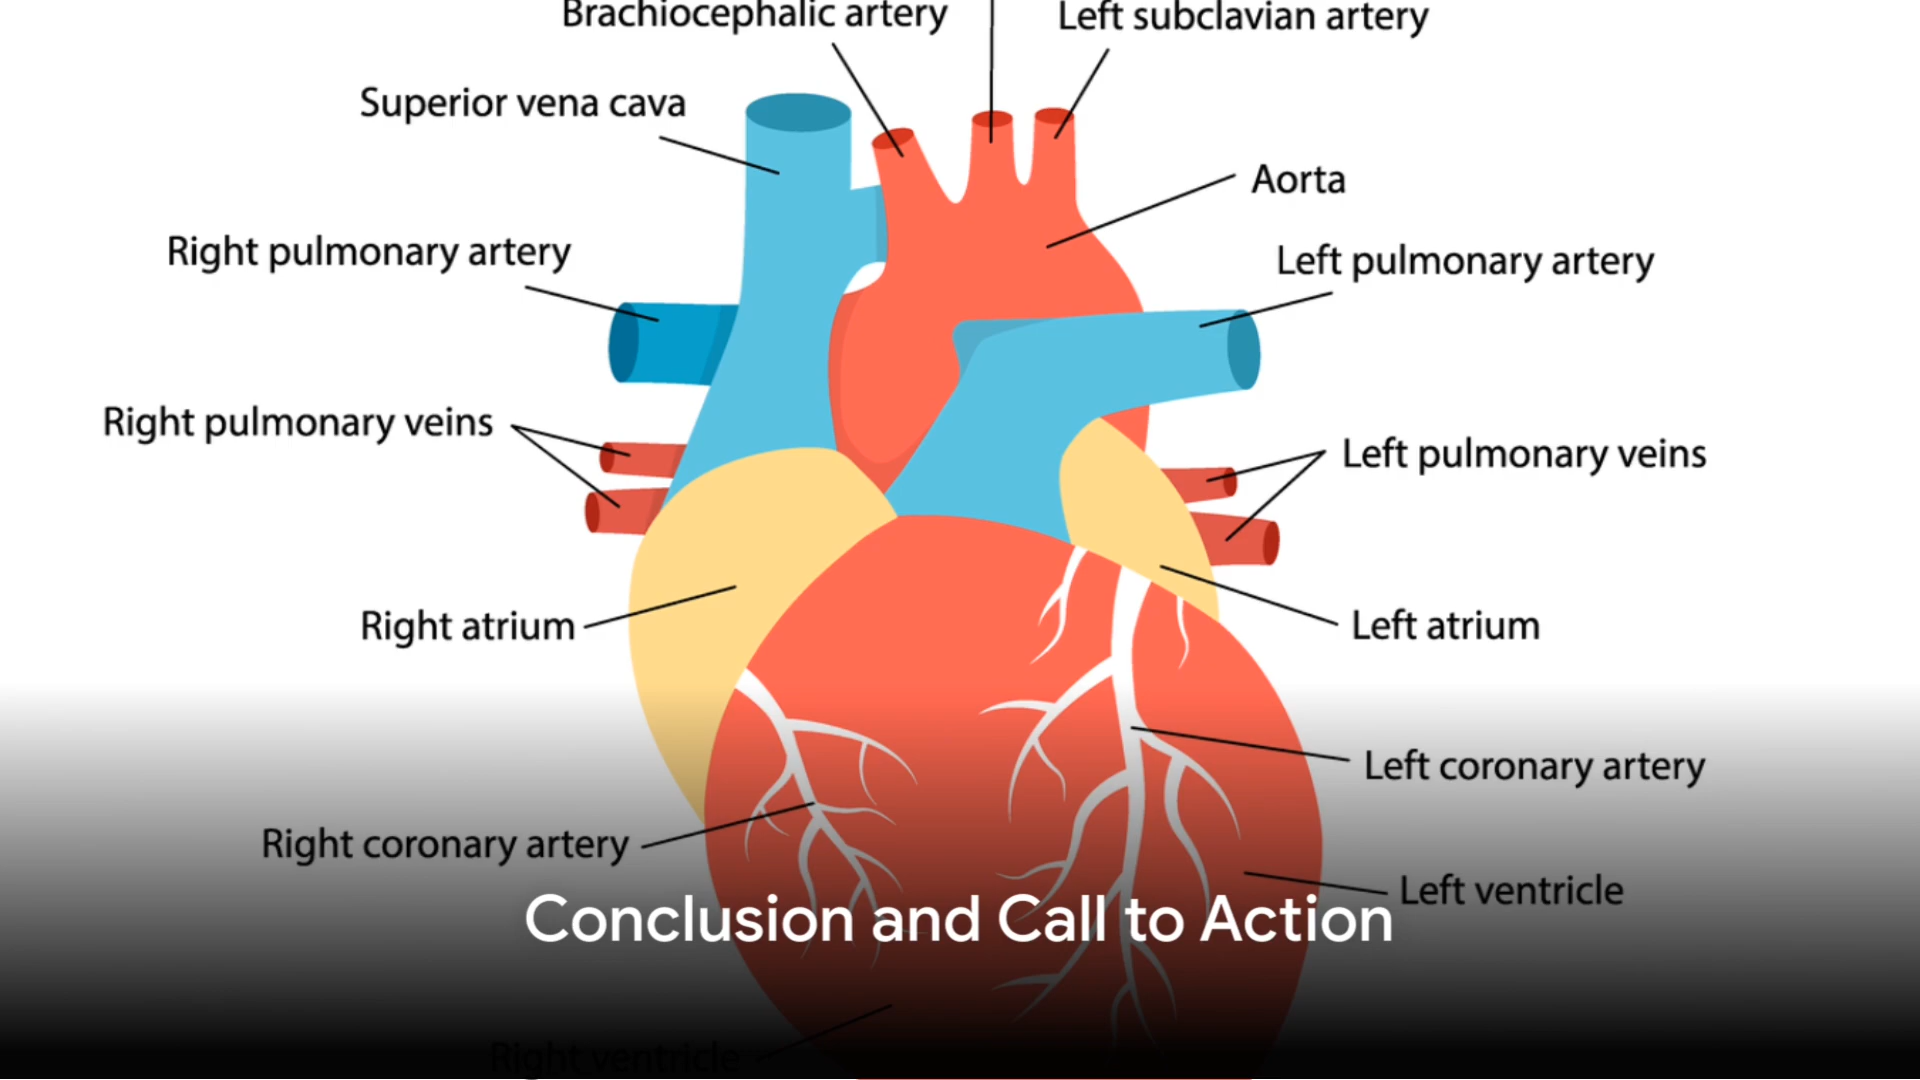 Brachiocephalic artery
Left subclavian artery
Superior vena cava
Aorta
Right pulmonary artery
Left pulmonary artery
Right pulmonary veins
Left pulmonary veins
Right atrium
Left atrium
Left coronary artery
Right coronary artery
Left ventricle
Conclusion and Call to Action
Right ventricle